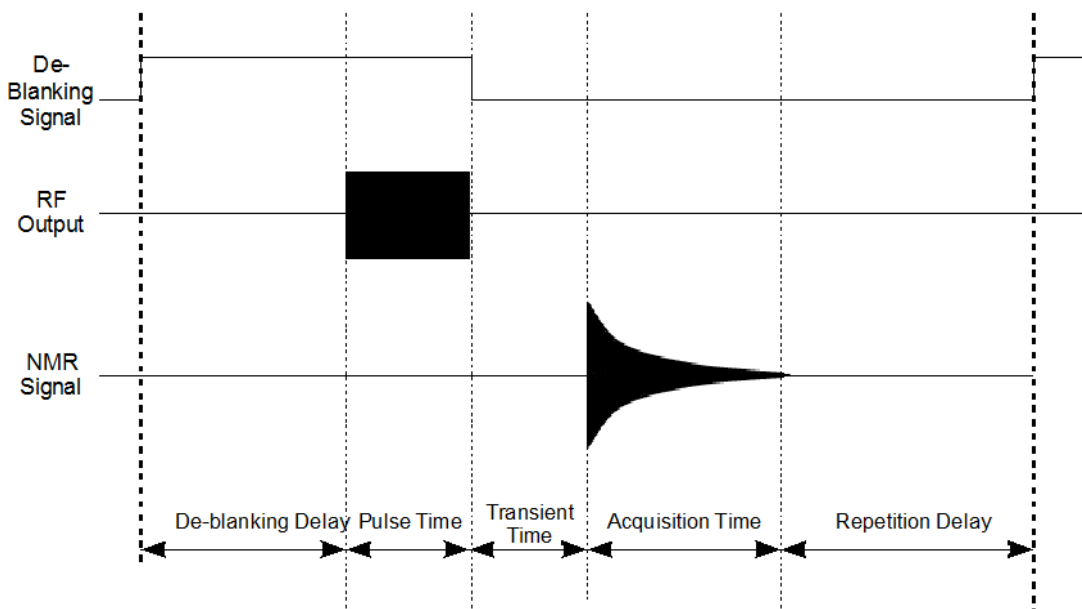 De-
Blanking
Signal
RF
Output
NMR
Signal
De-blanking Delay
Pulse Time
Transient
Time
Acquisition Time
Repetition Delay